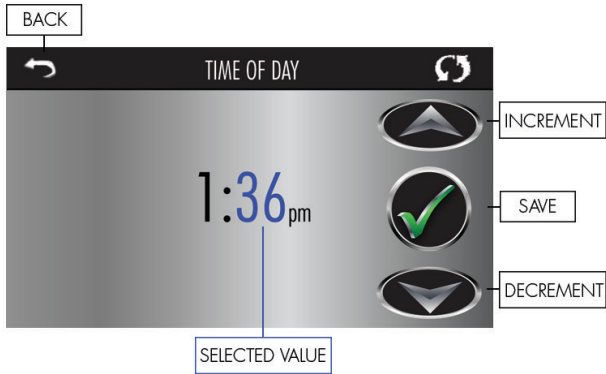 BACK
TIME OF DAY
INCREMENT
1:36pm
SAVE
DECREMENT
SELECTED VALUE